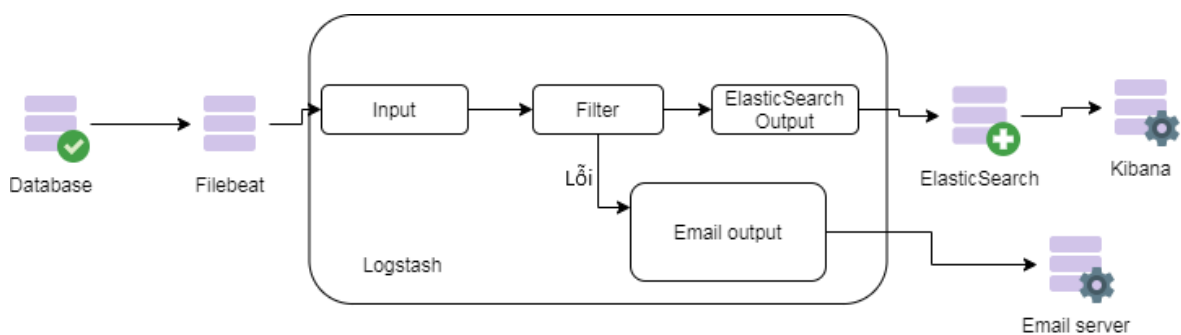 Database
Filebeat
Input
Filter
ElasticSearch
Output
ElasticSearch
Kibana
Lỗi
Email output
Logstash
Email server